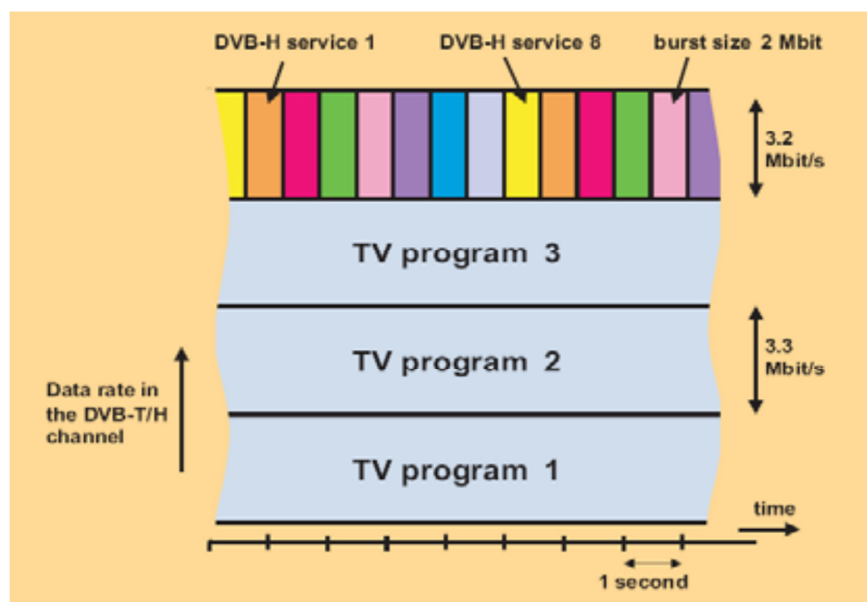 DVB-H service 1
DVB-H service 8
burst size 2 Mbit
3.2
Mbit/s
TV program 3
TV program 2
3.3
Mbit/s
Data rate in
the DVB-T/H
channel
TV program 1
time
1 second